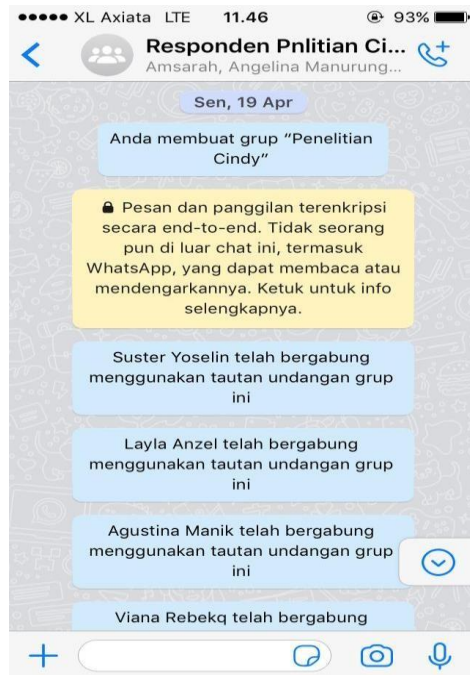 XL Axiata LTE 11.46 93%
Responden Pnlitian Ci...
Amsarah, Angelina Manurung...
Sen, 19 Apr
Anda membuat grup "Penelitian
Cindy"
Pesan dan panggilan terenkripsi
secara end-to-end. Tidak seorang
pun di luar chat ini, termasuk
WhatsApp, yang dapat membaca atau
mendengarkannya. Ketuk untuk info
selengkapnya.
Suster Yoselin telah bergabung
menggunakan tautan undangan grup
ini
Layla Anzel telah bergabung
menggunakan tautan undangan grup
ini
Agustina Manik telah bergabung
menggunakan tautan undangan grup
ini
Viana Rebekq telah bergabung